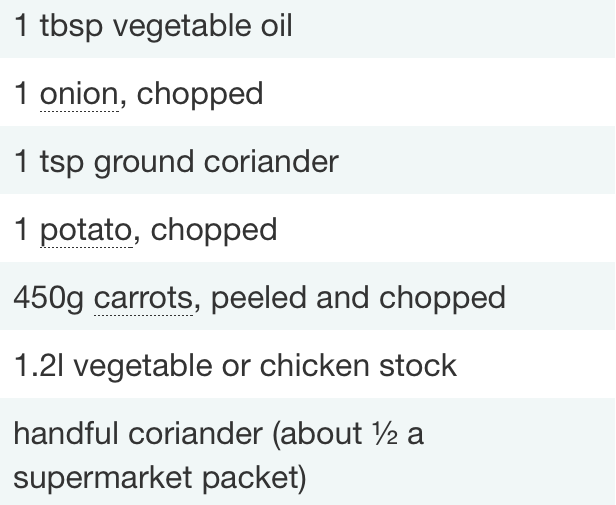 1 tbsp vegetable oil
1 onion, chopped
1 tsp ground coriander
1 potato, chopped
450g carrots, peeled and chopped
1.2l vegetable or chicken stock
handful coriander (about ½ a
supermarket packet)